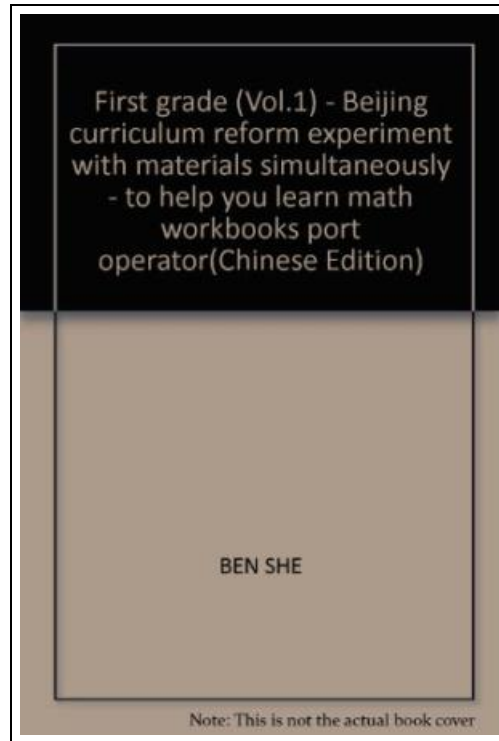 First grade (Vol.1) - Beijing
curriculum reform experiment
with materials simultaneously
- to help you learn math
workbooks port
operator(Chinese Edition)
BEN SHE
Note: This is not the actual book cover